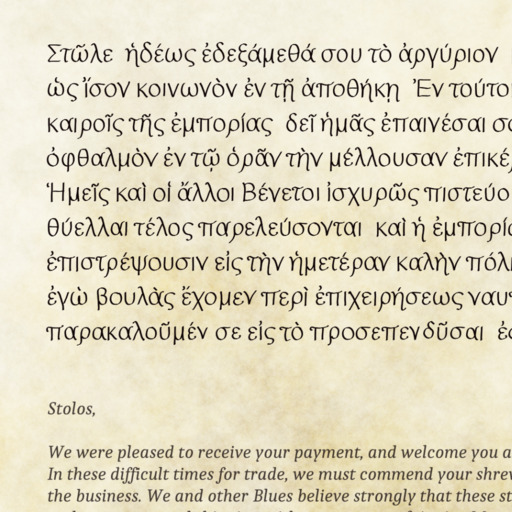 Στῶλε ἡδέως ἐδεξάμεθά σου τὸ ἀργύριον
ὡς ἴσον κοινωνὸν ἐν τῇ ἀποθήκῃ Ἐν τούτοι
καιροῖς τῆς ἐμπορίας δεῖ ἡμᾶς ἐπαινέσαι σο
ὀφθαλμὸν ἐν τῷ ὁρᾶν τὴν μέλλουσαν ἐπικέ
Ἡμεῖς καὶ οἱ ἄλλοι Βένετοι ἰσχυρῶς πιστεύο
θύελλαι τέλος παρελεύσονται καὶ ἡ ἐμπορί
ἐπιστρέψουσιν εἰς τὴν ἡμετέραν καλὴν πόλ
ἐγὼ βουλὰς ἔχομεν περὶ ἐπιχειρήσεως ναυ
παρακαλοῦμέν σε εἰς τὸ προσεπενδῦσαι
Stolos,
We were pleased to receive your payment, and welcome you a
In these difficult times for trade, we must commend your shre
the business. We and other Blues believe strongly that these st